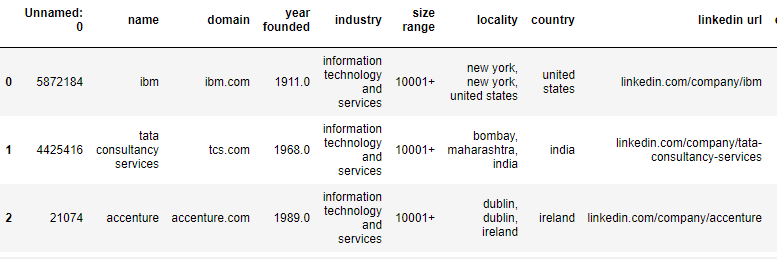 Unnamed: 0 name domain year founded industry size range locality country linkedin url
0 5872184 ibm ibm.com 1911.0 information technology and services 10001+ new york, new york, united states united states linkedin.com/company/ibm
1 4425416 tata consultancy services tcs.com 1968.0 information technology and services 10001+ bombay, maharashtra, india india linkedin.com/company/tata-consultancy-services
2 21074 accenture accenture.com 1989.0 information technology and services 10001+ dublin, dublin, ireland ireland linkedin.com/company/accenture